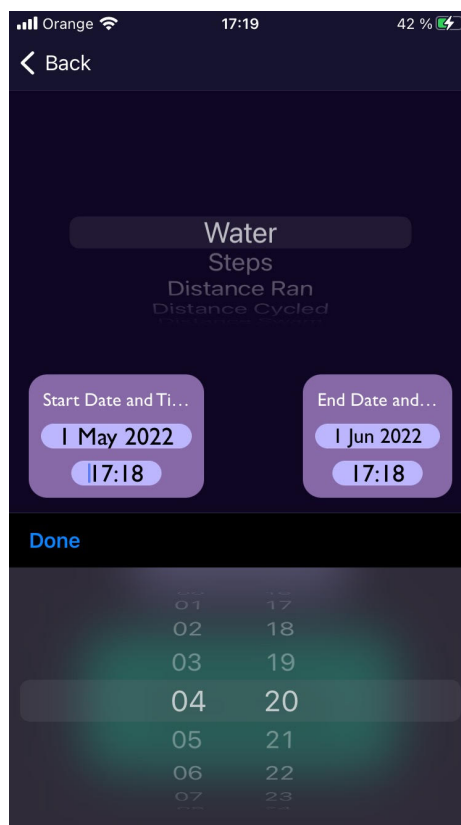 Orange 17:19 42 %
Back
Water
Steps
Distance Ran
Distance Cycled
Start Date and Ti... End Date and...
1 May 2022 1 Jun 2022
17:18 17:18
Done
01 17
02 18
03 19
04 20
05 21
06 22
07 23